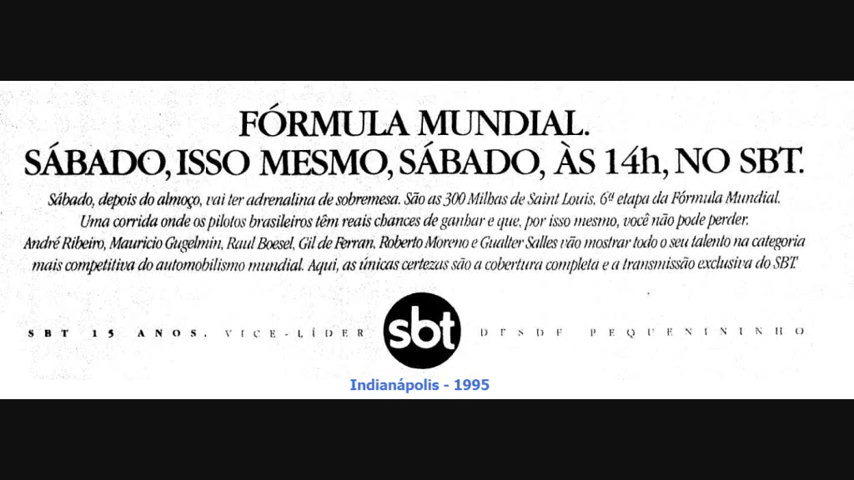 FÓRMULA MUNDIAL.
SÁBADO, ISSO MESMO, SÁBADO, ÀS 14h, NO SBT.
Sábado, depois do almoço, vai ter adrenalina de sobremesa. São as 300 Milhas de Saint Louis, 6ª etapa da Fórmula Mundial.
Uma corrida onde os pilotos brasileiros têm reais chances de ganhar e que, por isso mesmo, você não pode perder.
André Ribeiro, Mauricio Gugelmin, Raul Boesel, Gil de Ferran, Roberto Moreno e Gualter Salles vão mostrar todo o seu talento na categoria
mais competitiva do automobilismo mundial. Aqui, as únicas certezas são a cobertura completa e a transmissão exclusiva do SBT.
SBT 15 ANOS. VICE-LÍDER sbt DESDE PEQUENININHO
Indianápolis - 1995